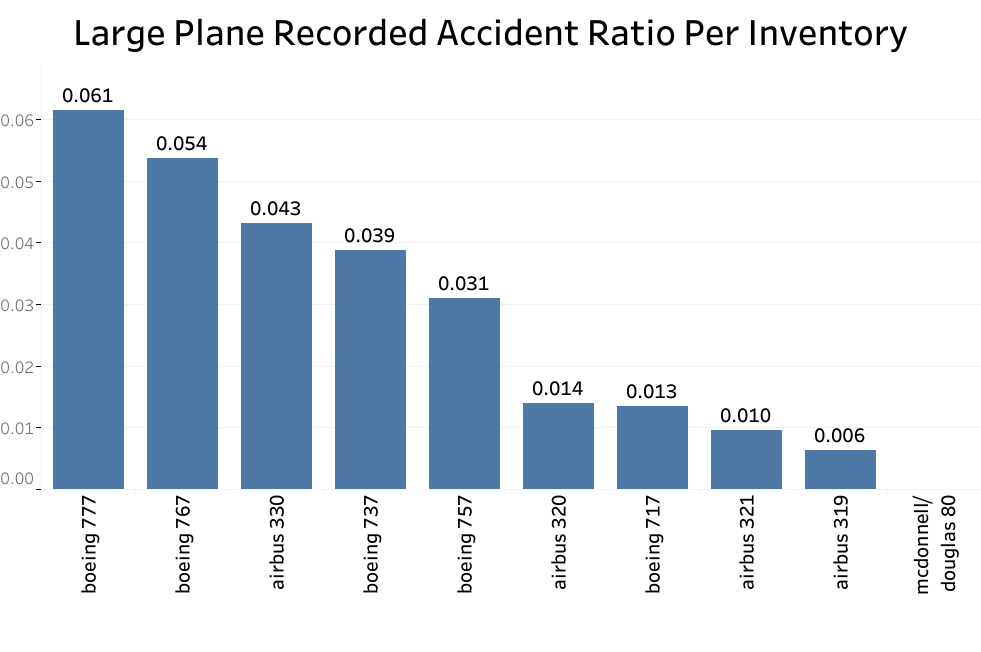 Large Plane Recorded Accident Ratio Per Inventory
0.061
0.06
0.054
0.05
0.043
0.04
0.039
0.031
0.03
0.02
0.014
0.013
0.010
0.01
0.006
0.00
boeing 777
boeing 767
airbus 330
boeing 737
boeing 757
airbus 320
boeing 717
airbus 321
airbus 319
mcdonnell/
douglas 80